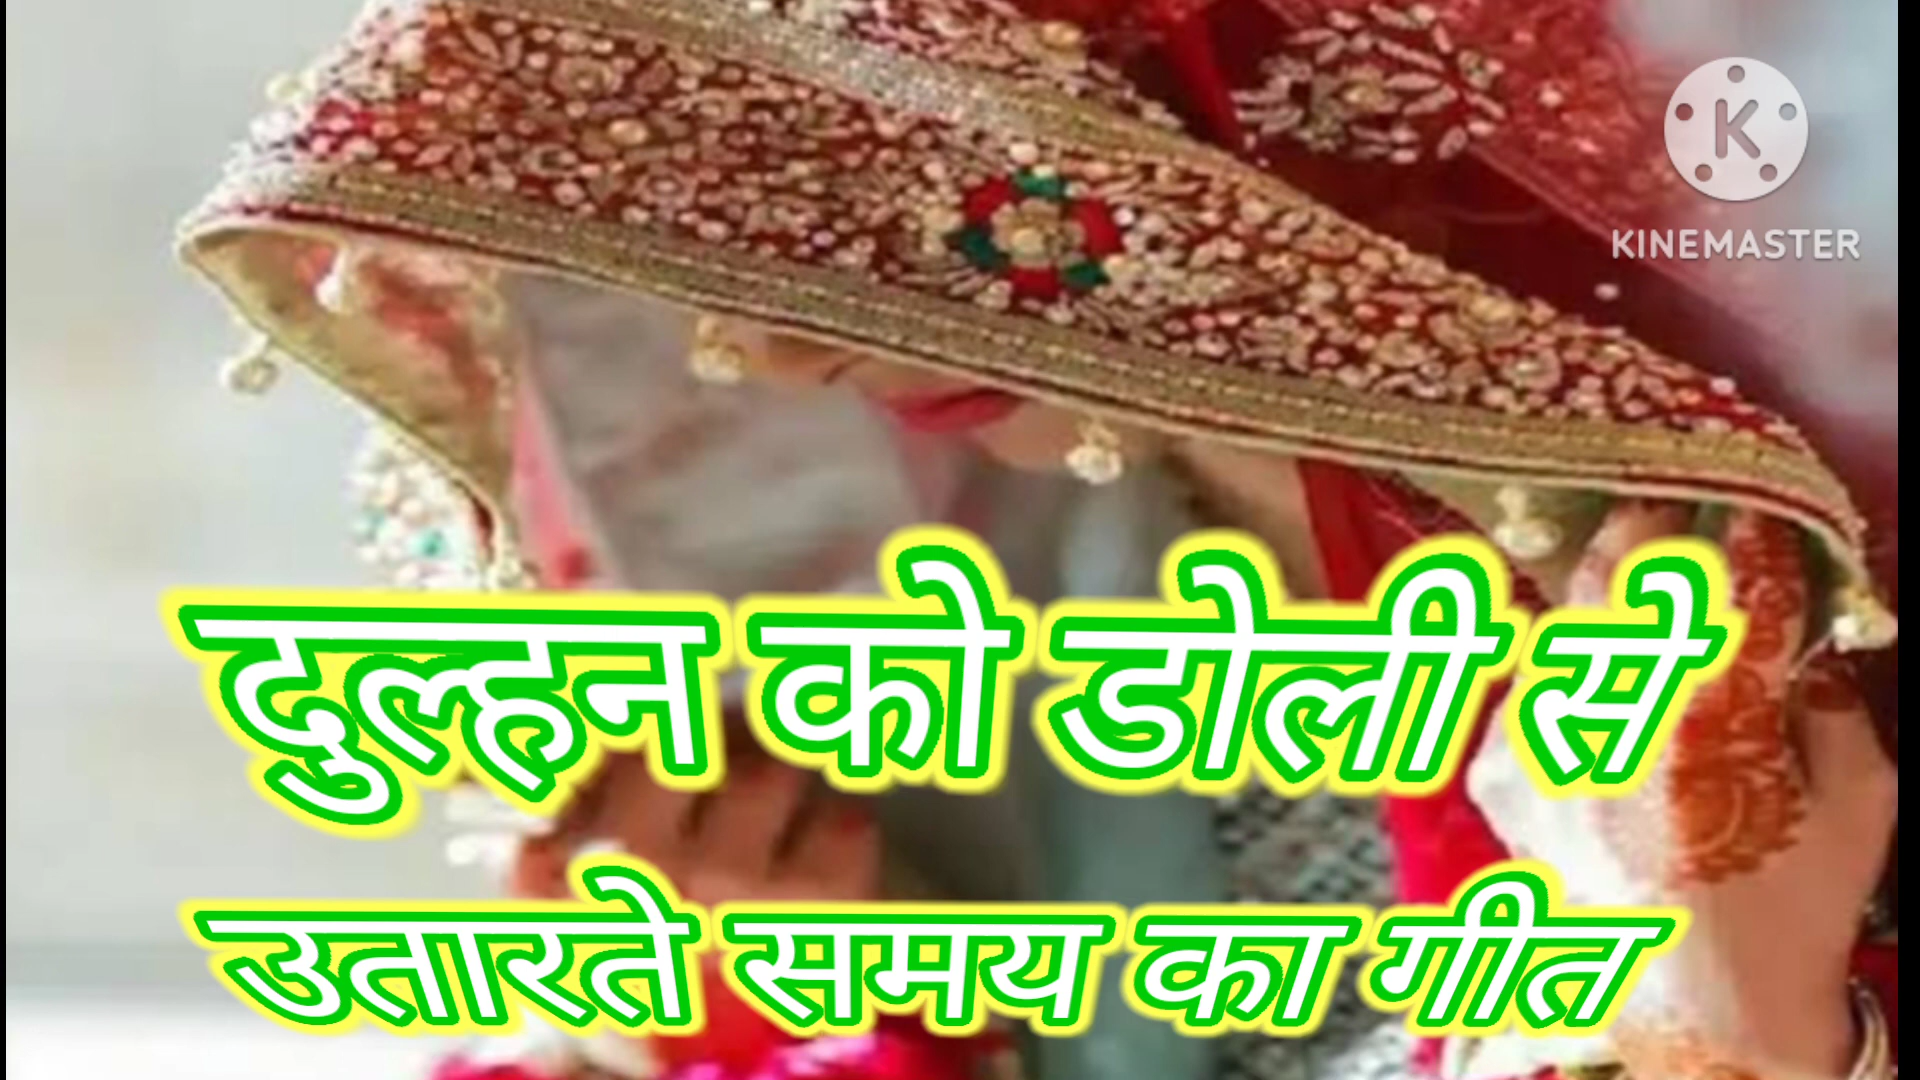 KINEMASTER
दुल्हन को डोली से
उतारते समय का गीत